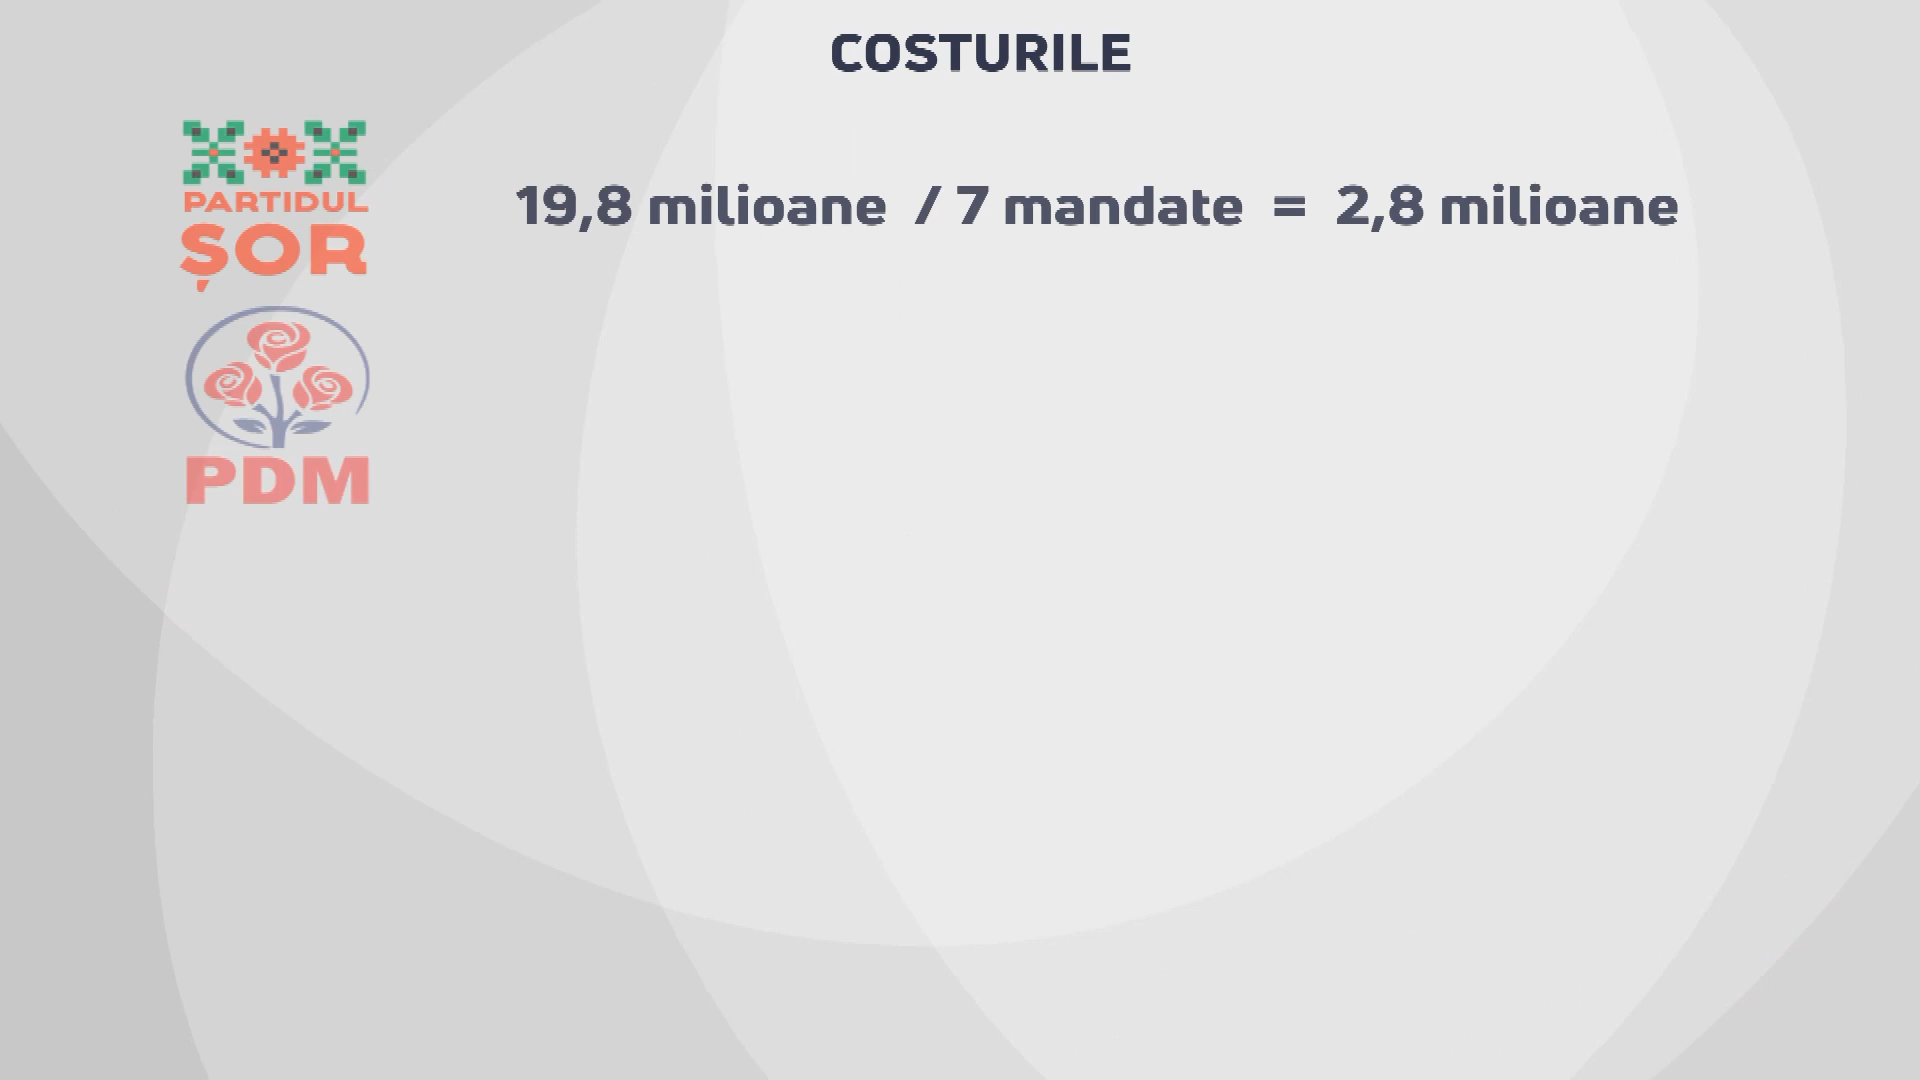 COSTURILE
PARTIDUL
ȘOR
19,8 milioane / 7 mandate = 2,8 milioane
PDM